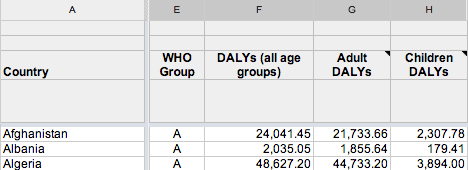 A E F G H
Country WHO Group DALYs (all age groups) Adult DALYs Children DALYs
Afghanistan A 24,041.45 21,733.66 2,307.78
Albania A 2,035.05 1,855.64 179.41
Algeria A 48,627.20 44,733.20 3,894.00